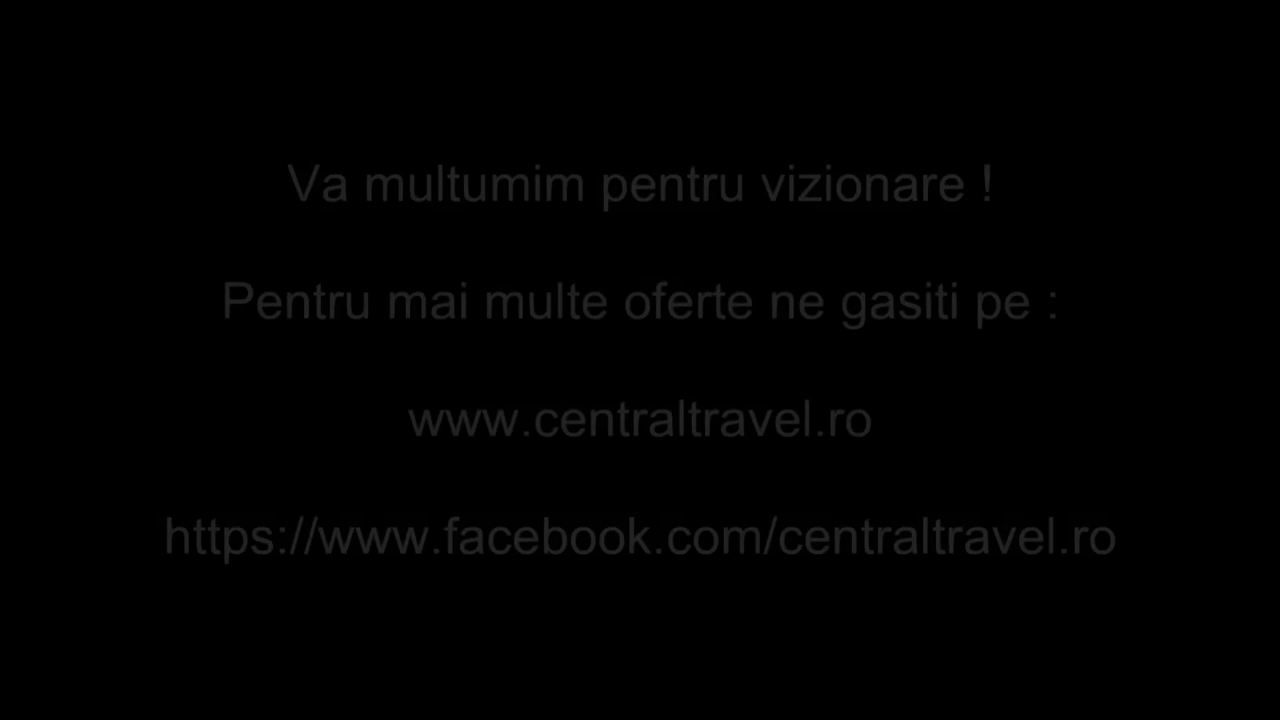 Va multumim pentru vizionare !
Pentru mai multe oferte ne gasiti pe :
www.centraltravel.ro
https://www.facebook.com/centraltravel.ro